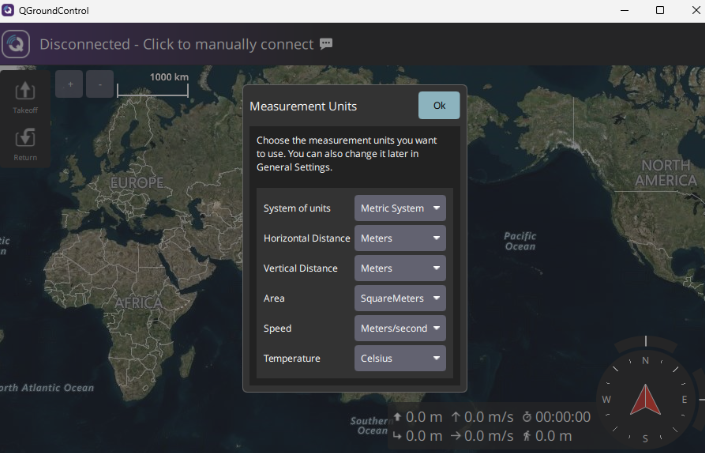 QGroundControl
Disconnected - Click to manually connect
Takeoff
Return
+
-
1000 km
Measurement Units
Ok
Choose the measurement units you want
to use. You can also change it later in
General Settings.
System of units Metric System
Horizontal Distance Meters
Vertical Distance Meters
Area SquareMeters
Speed Meters/second
Temperature Celsius
EUROPE
AFRICA
NORTH
AMERICA
Pacific
Ocean
tic
n
orth Atlantic Ocean
Southern
Ocean
0.0 m 0.0 m/s 00:00:00
0.0 m 0.0 m/s 0.0 m
N
W E
S